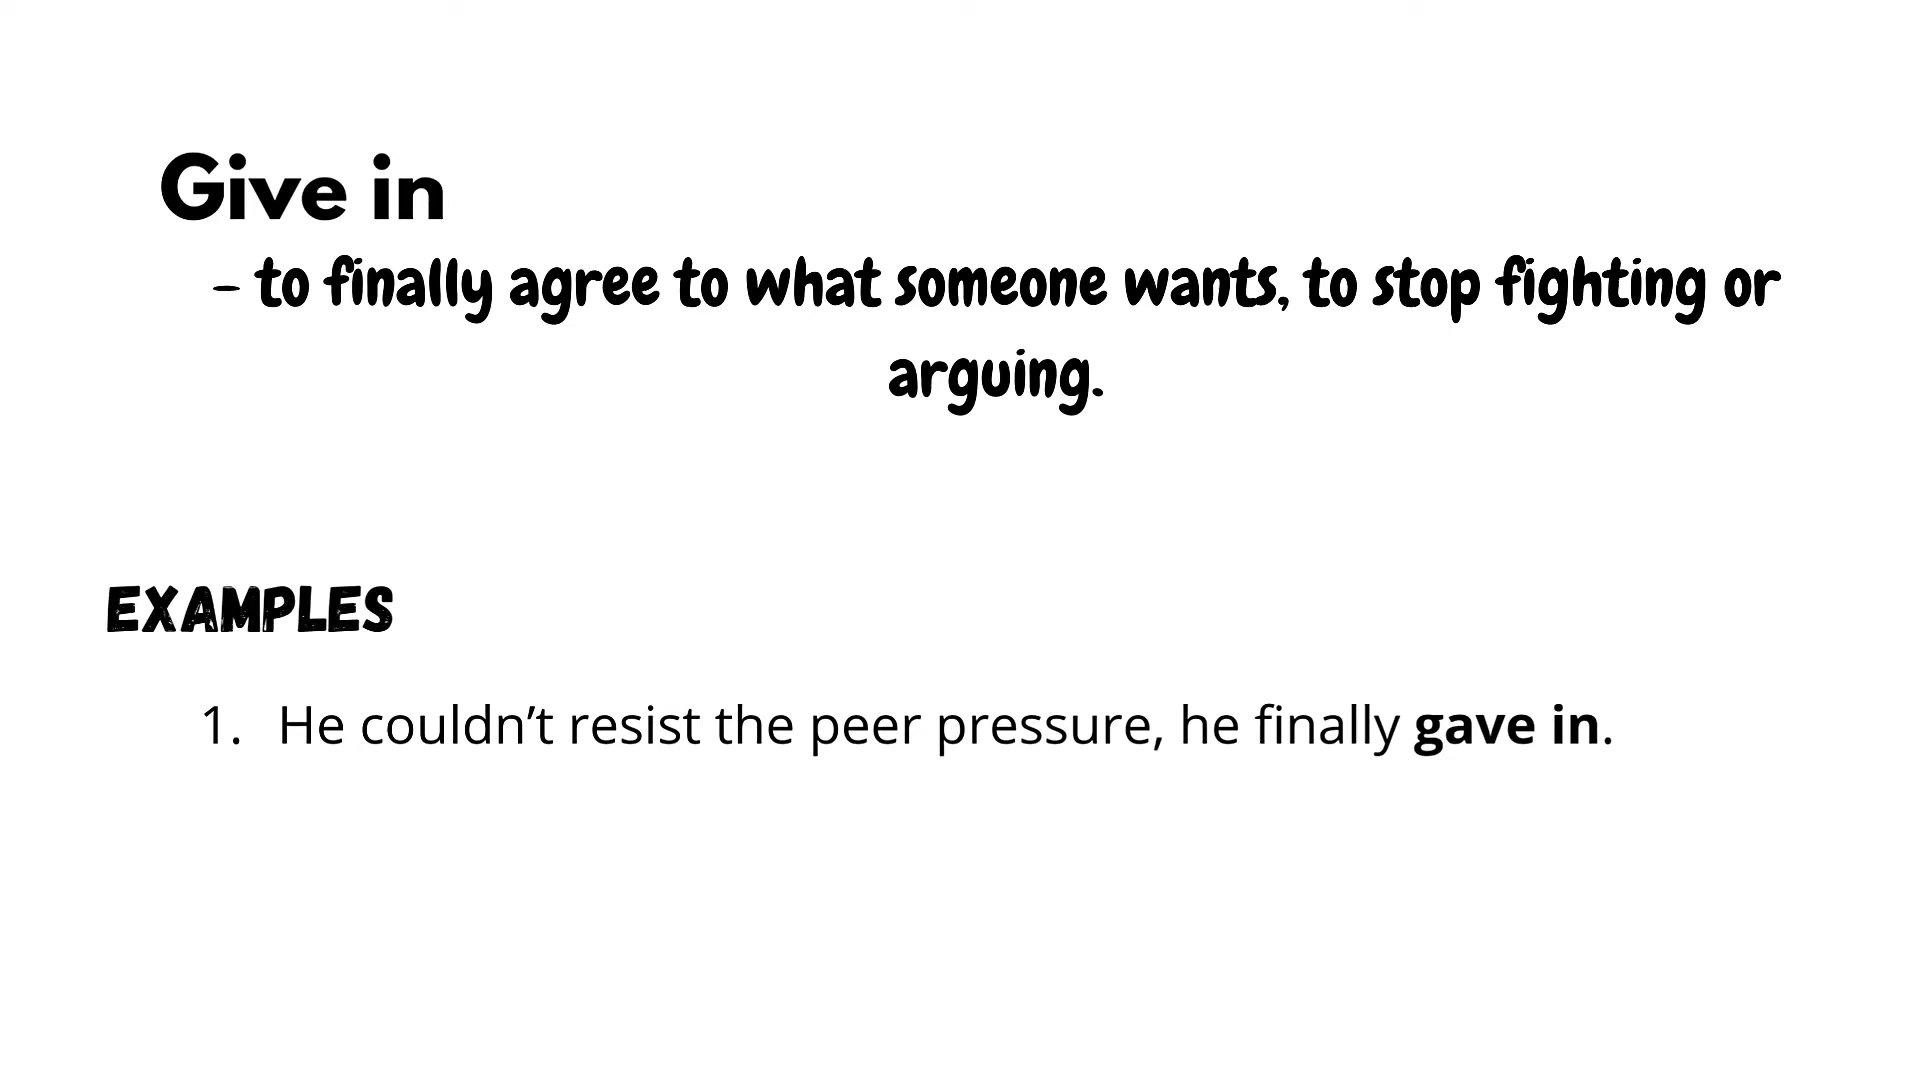 Give in
- to finally agree to what someone wants, to stop fighting or
arguing.
EXAMPLES
1. He couldn’t resist the peer pressure, he finally gave in.